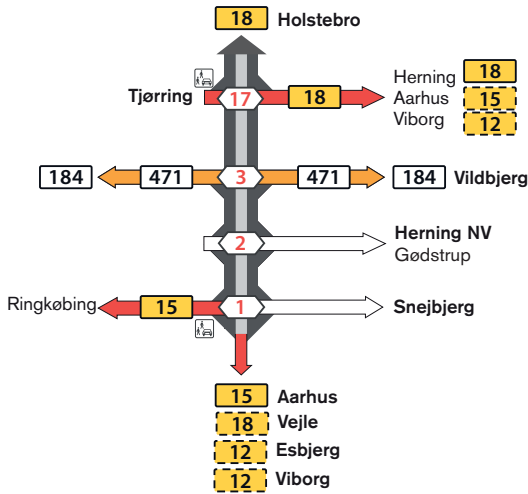 18 Holstebro
Tjørring 17 18
Herning 18
Aarhus 15
Viborg 12
184 471 3 471 184 Vildbjerg
2 Herning NV
Gødstrup
Ringkøbing 15 1 Snejbjerg
15 Aarhus
18 Vejle
12 Esbjerg
12 Viborg